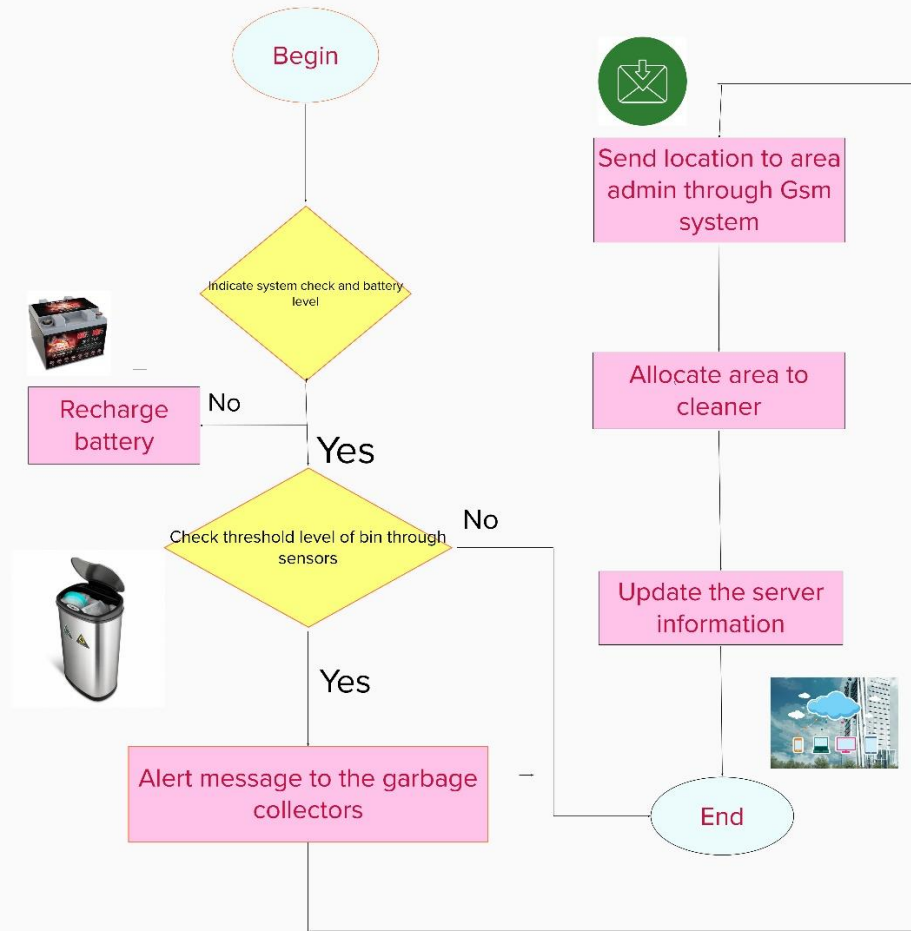 Begin
Indicate system check and battery
level
Recharge
battery
No
Yes
Check threshold level of bin through
sensors
No
Yes
Alert message to the garbage
collectors
Send location to area
admin through Gsm
system
Allocate area to
cleaner
Update the server
information
End